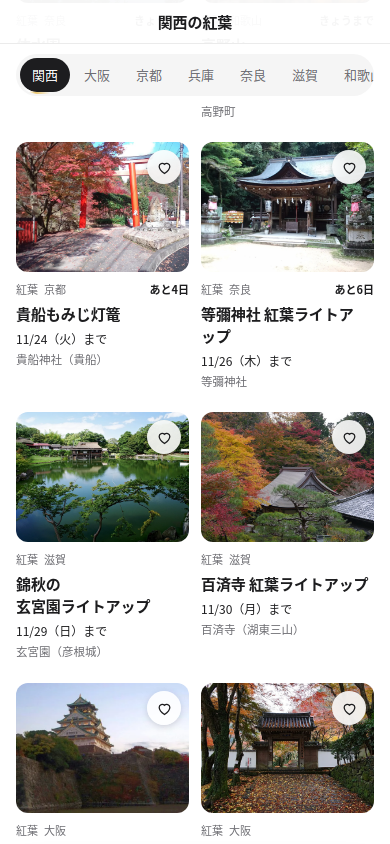 関西の紅葉
関西
大阪
京都
兵庫
奈良
滋賀
高野町
紅葉 京都
あと4日
貴船もみじ灯篭
11/24（火）まで
貴船神社（貴船）
紅葉 奈良
あと6日
等彌神社 紅葉ライトア
ップ
11/26（木）まで
等彌神社
紅葉 滋賀
錦秋の
玄宮園ライトアップ
11/29（日）まで
玄宮園（彦根城）
紅葉 滋賀
百済寺 紅葉ライトアップ
11/30（月）まで
百済寺（湖東三山）
紅葉 大阪
紅葉 大阪